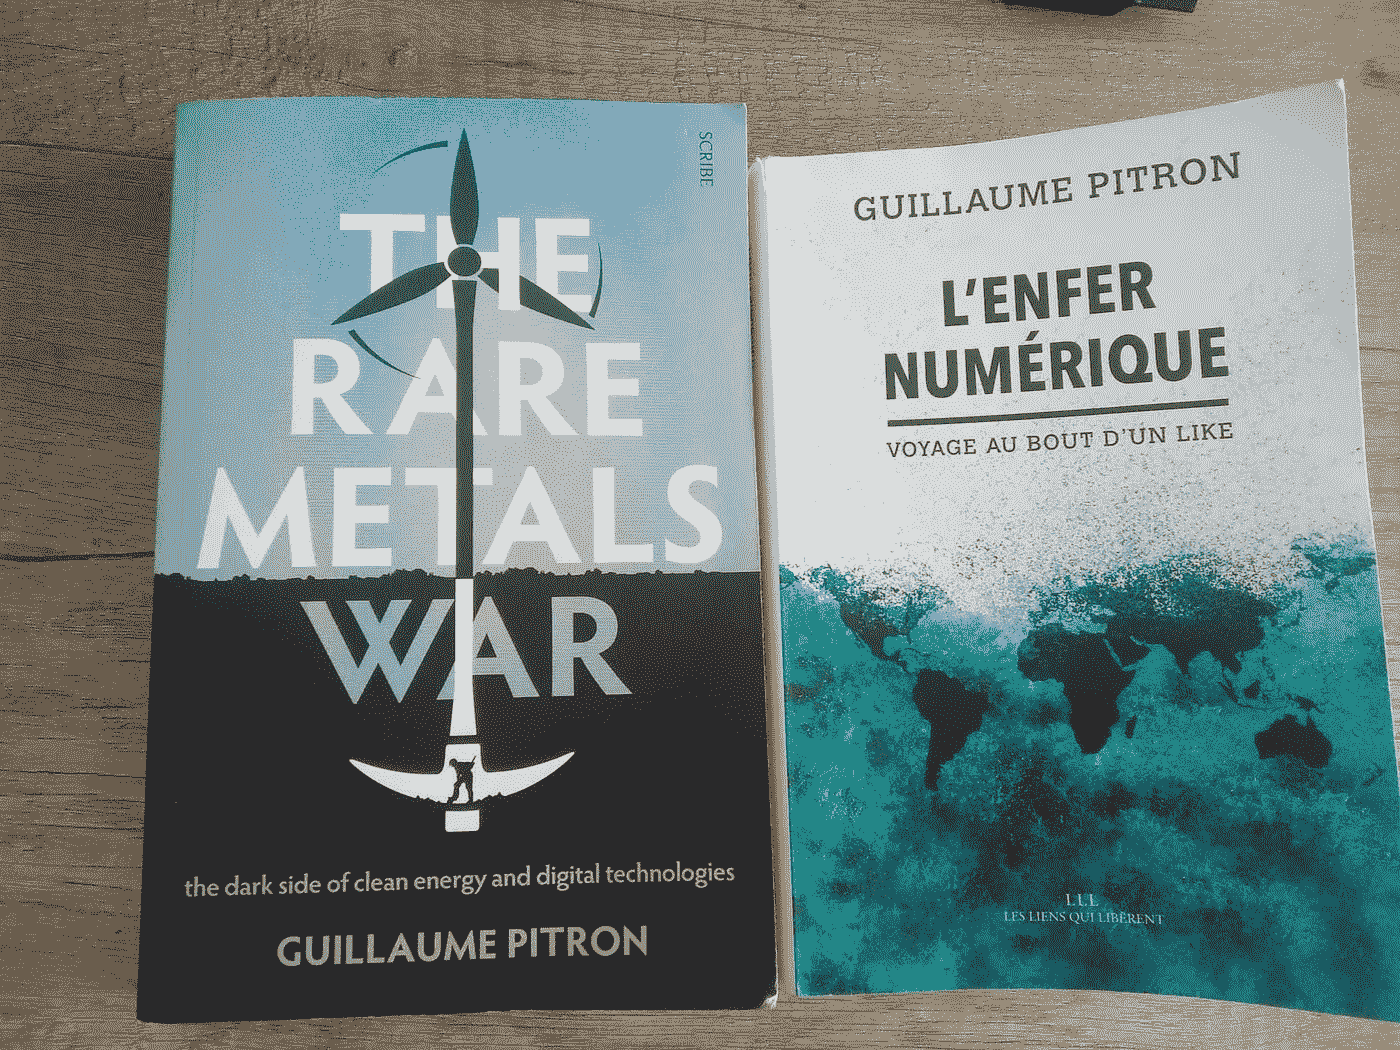 SCRIBE
THE
RARE
METALS
WAR
the dark side of clean energy and digital technologies
GUILLAUME PITRON
GUILLAUME PITRON
L'ENFER
NUMÉRIQUE
VOYAGE AU BOUT D'UN LIKE
LLL
LES LIENS QUI LIBÈRENT